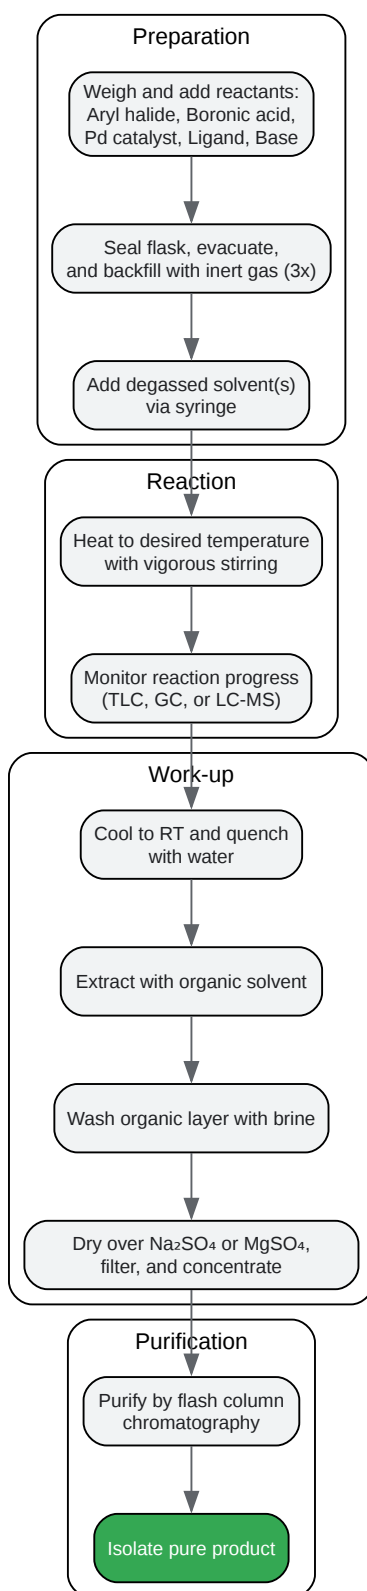 Preparation
Weigh and add reactants:
Aryl halide, Boronic acid,
Pd catalyst, Ligand, Base
Seal flask, evacuate,
and backfill with inert gas (3x)
Add degassed solvent(s)
via syringe
Reaction
Heat to desired temperature
with vigorous stirring
Monitor reaction progress
(TLC, GC, or LC-MS)
Work-up
Cool to RT and quench
with water
Extract with organic solvent
Wash organic layer with brine
Dry over Na₂SO₄ or MgSO₄,
filter, and concentrate
Purification
Purify by flash column
chromatography
Isolate pure product